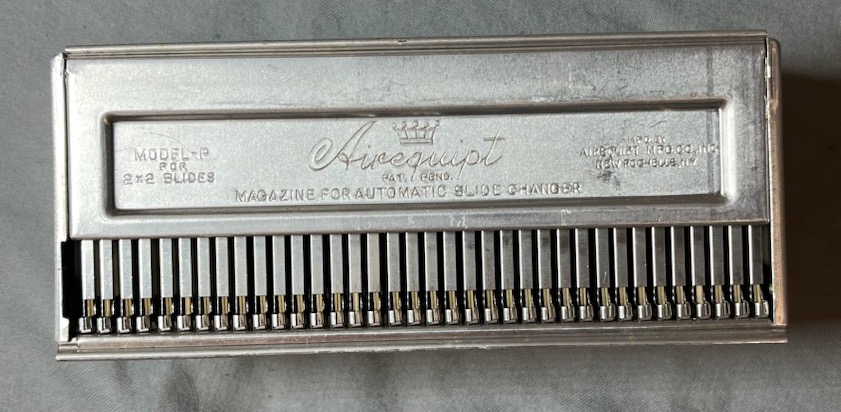 MODEL-P
FOR
2×2 SLIDES
Airequipt
PAT. PEND.
MAGAZINE FOR AUTOMATIC SLIDE CHANGER
MFD. BY
AIREQUIPT MFG. CO., INC.
NEW ROCHELLE, N.Y.